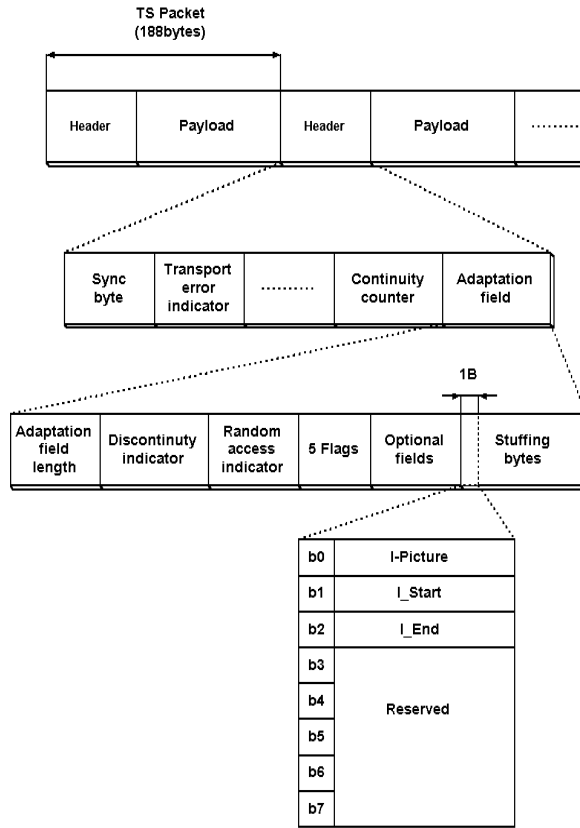 TS Packet
(188bytes)
Header
Payload
Header
Payload
..........
Sync
byte
Transport
error
indicator
.........
Continuity
counter
Adaptation
field
1B
Adaptation
field
length
Discontinuty
indicator
Random
access
indicator
5 Flags
Optional
fields
Stuffing
bytes
b0
I-Picture
b1
I_Start
b2
I_End
b3
b4
b5
b6
b7
Reserved